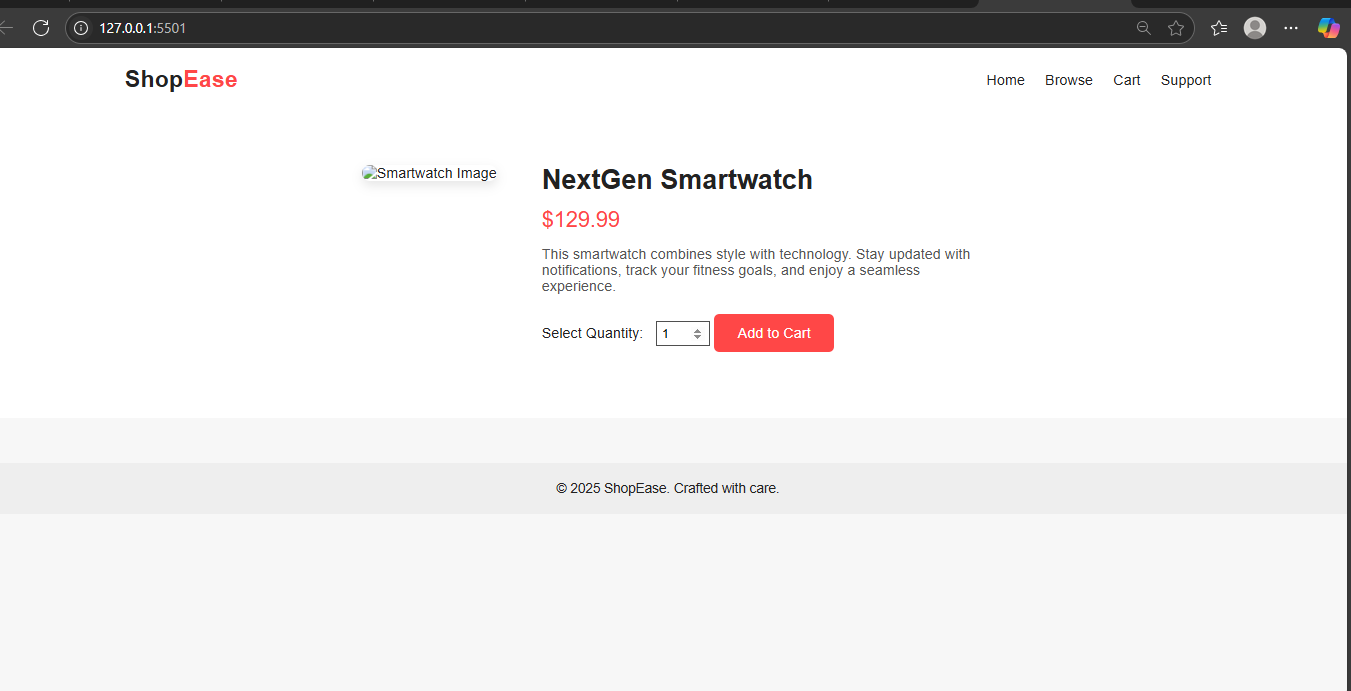 127.0.0.1:5501
ShopEase
Home Browse Cart Support
Smartwatch Image
NextGen Smartwatch
$129.99
This smartwatch combines style with technology. Stay updated with
notifications, track your fitness goals, and enjoy a seamless
experience.
Select Quantity: 1 Add to Cart
© 2025 ShopEase. Crafted with care.